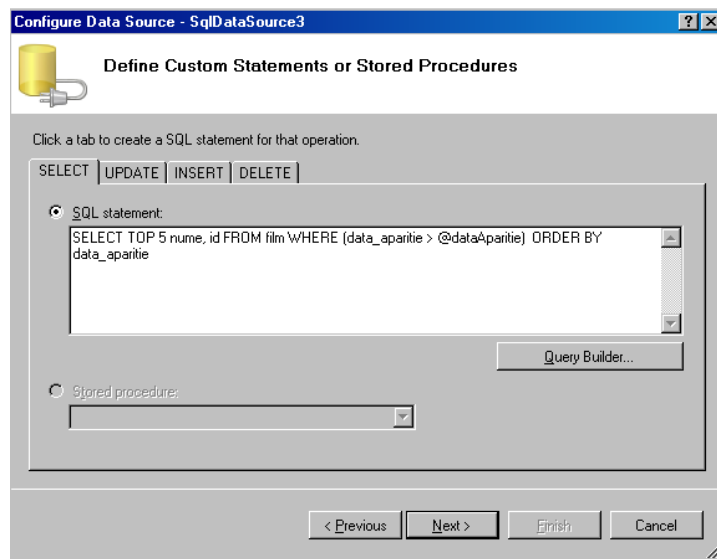 Configure Data Source - SqlDataSource3
Define Custom Statements or Stored Procedures
Click a tab to create a SQL statement for that operation.
SELECT UPDATE INSERT DELETE
SQL statement:
SELECT TOP 5 nume, id FROM film WHERE (data_aparitie > @dataAparitie) ORDER BY
data_aparitie
Query Builder...
Stored procedure:
< Previous Next > Finish Cancel